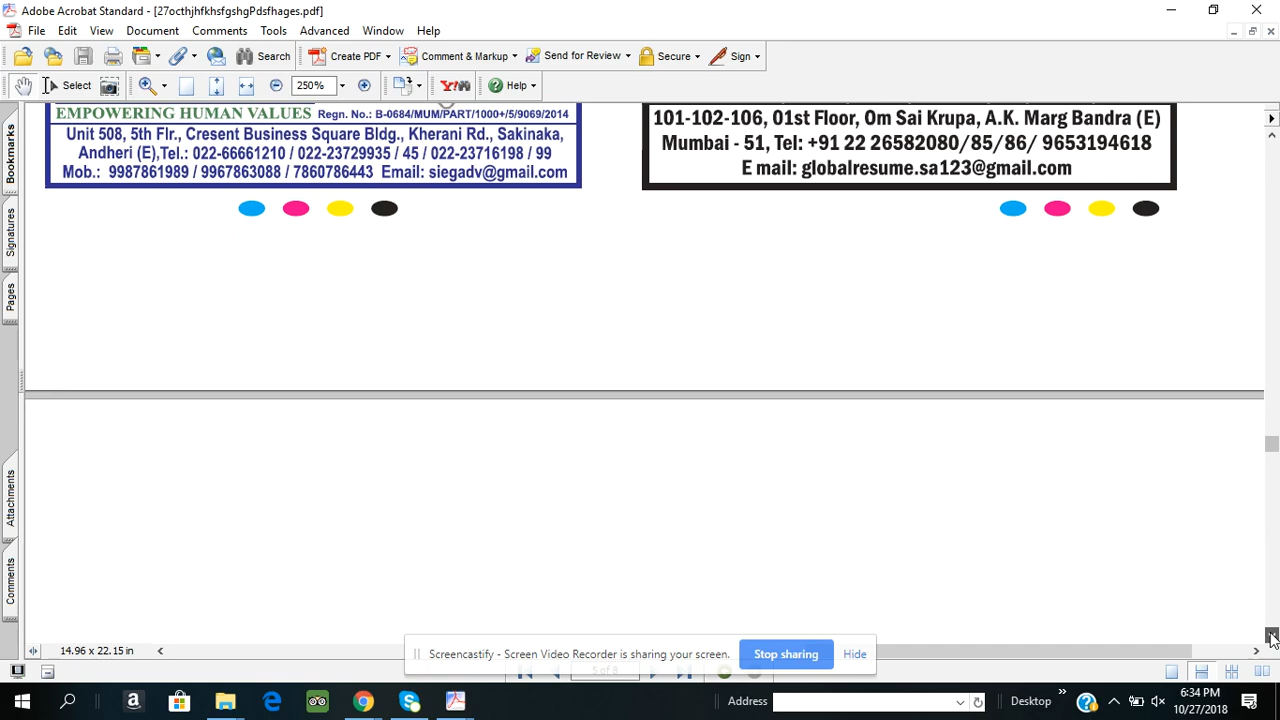 Adobe Acrobat Standard - [27octhjhfkhsfgshgPdsfhages.pdf]
File Edit View Document Comments Tools Advanced Window Help
Search Create PDF Comment & Markup Send for Review Secure Sign
Select 250% Y! Help
EMPOWERING HUMAN VALUES Regn. No.: B-0684/MUM/PART/1000+/5/9069/2014
Unit 508, 5th Flr., Cresent Business Square Bldg., Kherani Rd., Sakinaka,
Andheri (E),Tel.: 022-66661210 / 022-23729935 / 45 / 022-23716198 / 99
Mob.: 9987861989 / 9967863088 / 7860786443 Email: siegadv@gmail.com
101-102-106, 01st Floor, Om Sai Krupa, A.K. Marg Bandra (E)
Mumbai - 51, Tel: +91 22 26582080/85/86/ 9653194618
E mail: globalresume.sa123@gmail.com
Bookmarks
Signatures
Pages
Attachments
Comments
14.96 x 22.15 in
Screencastify - Screen Video Recorder is sharing your screen. Stop sharing Hide
5 of 8
Address Desktop
6:34 PM
10/27/2018